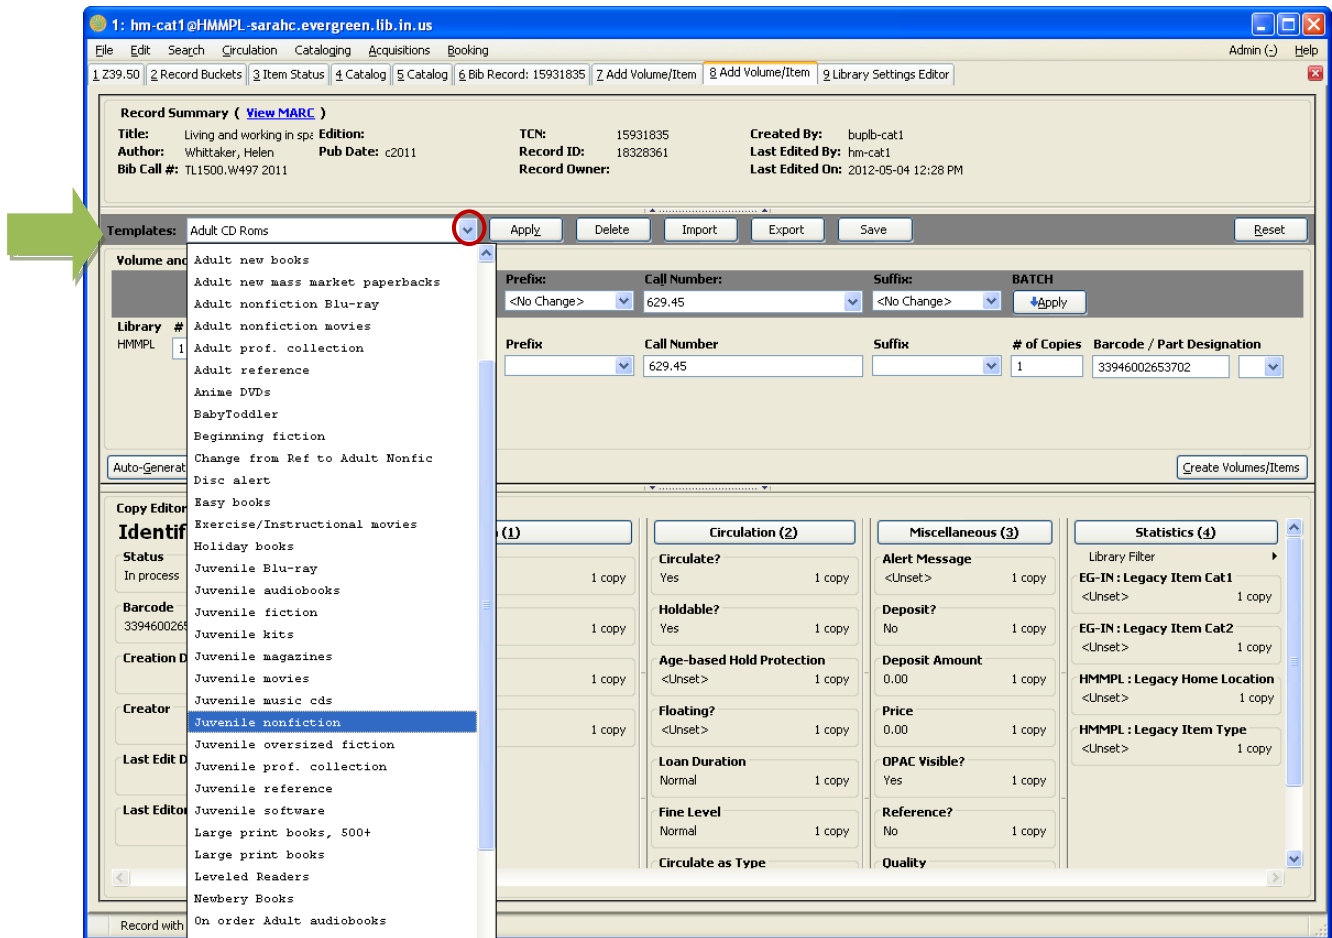 1: hm-cat1@HMMPL-sarahc.evergreen.lib.in.us
File Edit Search Circulation Cataloging Acquisitions Booking Admin (-) Help
1 Z39.50 2 Record Buckets 3 Item Status 4 Catalog 5 Catalog 6 Bib Record: 15931835 7 Add Volume/Item 8 Add Volume/Item 9 Library Settings Editor
Record Summary ( View MARC )
Title: Living and working in spa Edition: TCN: 15931835 Created By: buplb-cat1
Author: Whittaker, Helen Pub Date: c2011 Record ID: 18328361 Last Edited By: hm-cat1
Bib Call #: TL1500.W497 2011 Record Owner: Last Edited On: 2012-05-04 12:28 PM
Templates: Adult CD Roms Apply Delete Import Export Save Reset
Volume and
Prefix: Call Number: Suffix: BATCH
<No Change> 629.45 <No Change> Apply
Library # Prefix Call Number Suffix # of Copies Barcode / Part Designation
HMMPL 1 629.45 1 33946002653702
Auto-Generat Create Volumes/Items
Adult new books
Adult new mass market paperbacks
Adult nonfiction Blu-ray
Adult nonfiction movies
Adult prof. collection
Adult reference
Anime DVDs
BabyToddler
Beginning fiction
Change from Ref to Adult Nonfic
Disc alert
Easy books
Exercise/Instructional movies
Holiday books
Juvenile Blu-ray
Juvenile audiobooks
Juvenile fiction
Juvenile kits
Juvenile magazines
Juvenile movies
Juvenile music cds
Juvenile nonfiction
Juvenile oversized fiction
Juvenile prof. collection
Juvenile reference
Juvenile software
Large print books, 500+
Large print books
Leveled Readers
Newbery Books
On order Adult audiobooks
Copy Editor
Identif
Status
In process
Barcode
339460026
Creation D
Creator
Last Edit D
Last Editor
(1)
1 copy
1 copy
1 copy
1 copy
Circulation (2)
Circulate?
Yes 1 copy
Holdable?
Yes 1 copy
Age-based Hold Protection
<Unset> 1 copy
Floating?
<Unset> 1 copy
Loan Duration
Normal 1 copy
Fine Level
Normal 1 copy
Circulate as Type
Miscellaneous (3)
Alert Message
<Unset> 1 copy
Deposit?
No 1 copy
Deposit Amount
0.00 1 copy
Price
0.00 1 copy
OPAC Visible?
Yes 1 copy
Reference?
No 1 copy
Quality
Statistics (4)
Library Filter
EG-IN : Legacy Item Cat1
<Unset> 1 copy
EG-IN : Legacy Item Cat2
<Unset> 1 copy
HMMPL : Legacy Home Location
<Unset> 1 copy
HMMPL : Legacy Item Type
<Unset> 1 copy
Record with